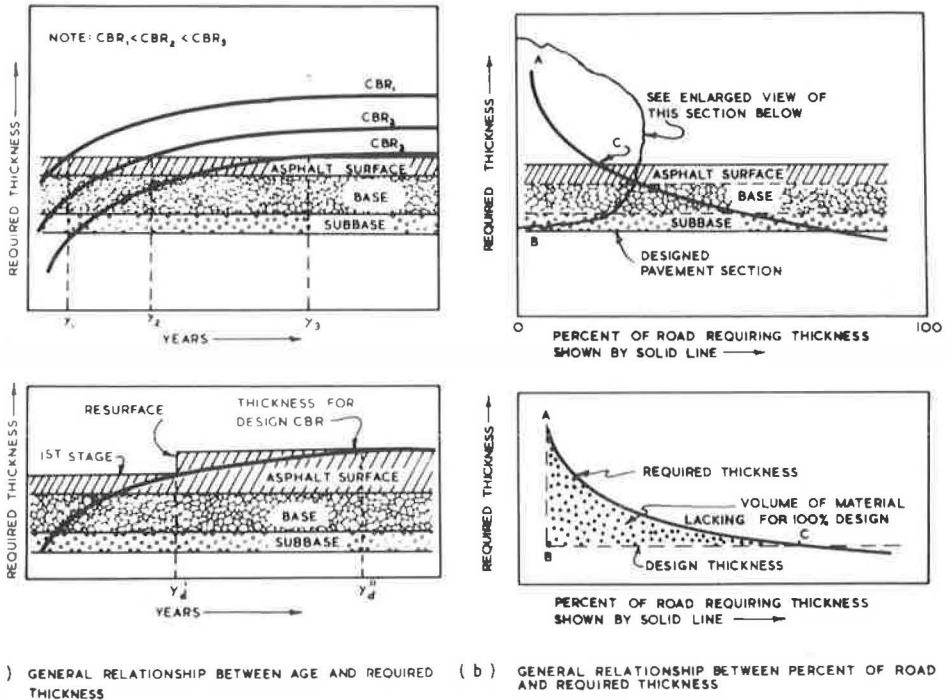 NOTE: CBR₁ < CBR₂ < CBR₃
CBR₁
CBR₂
CBR₃
ASPHALT SURFACE
BASE
SUBBASE
REQUIRED THICKNESS
Y₁
Y₂
Y₃
YEARS
A
C
SEE ENLARGED VIEW OF
THIS SECTION BELOW
ASPHALT SURFACE
BASE
SUBBASE
B
DESIGNED
PAVEMENT SECTION
REQUIRED THICKNESS
0
100
PERCENT OF ROAD REQUIRING THICKNESS
SHOWN BY SOLID LINE
RESURFACE
THICKNESS FOR
DESIGN CBR
1ST STAGE
ASPHALT SURFACE
BASE
SUBBASE
REQUIRED THICKNESS
Y'd
Y"d
YEARS
A
REQUIRED THICKNESS
VOLUME OF MATERIAL
LACKING FOR 100% DESIGN
C
B
DESIGN THICKNESS
REQUIRED THICKNESS
PERCENT OF ROAD REQUIRING THICKNESS
SHOWN BY SOLID LINE
) GENERAL RELATIONSHIP BETWEEN AGE AND REQUIRED
THICKNESS
(b) GENERAL RELATIONSHIP BETWEEN PERCENT OF ROAD
AND REQUIRED THICKNESS